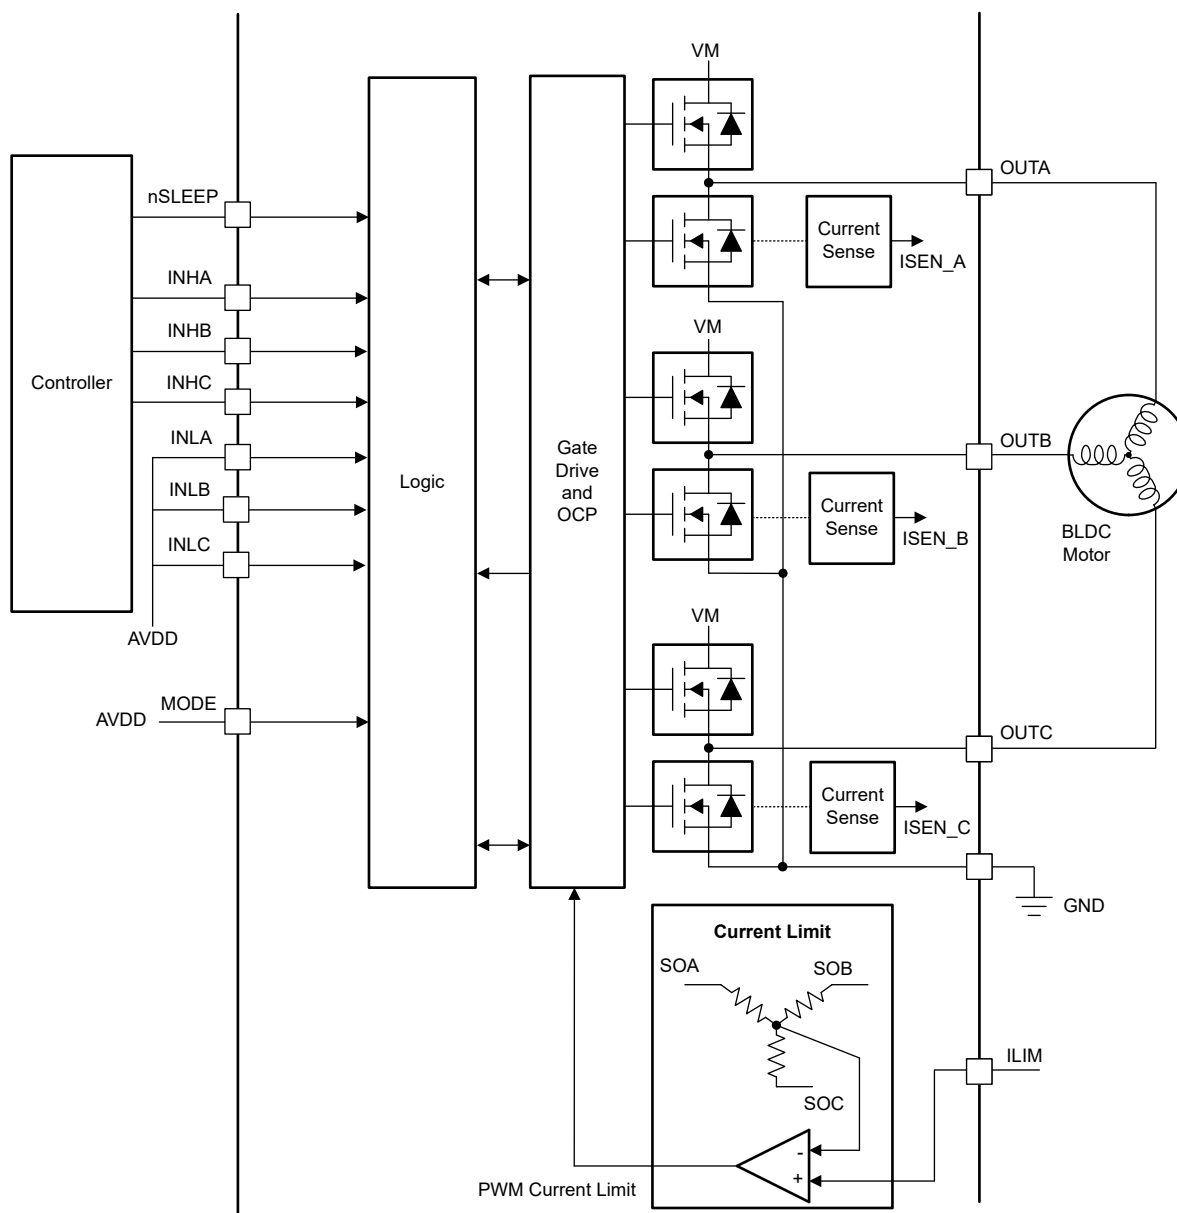 VM
nSLEEP
OUTA
Current
Sense
ISEN_A
INHA
INHB
INHC
Controller
VM
INLA
INLB
INLC
AVDD
Logic
Gate
Drive
and
OCP
OUTB
Current
Sense
ISEN_B
BLDC
Motor
VM
MODE
AVDD
OUTC
Current
Sense
ISEN_C
GND
Current Limit
SOA
SOB
SOC
ILIM
-
+
PWM Current Limit